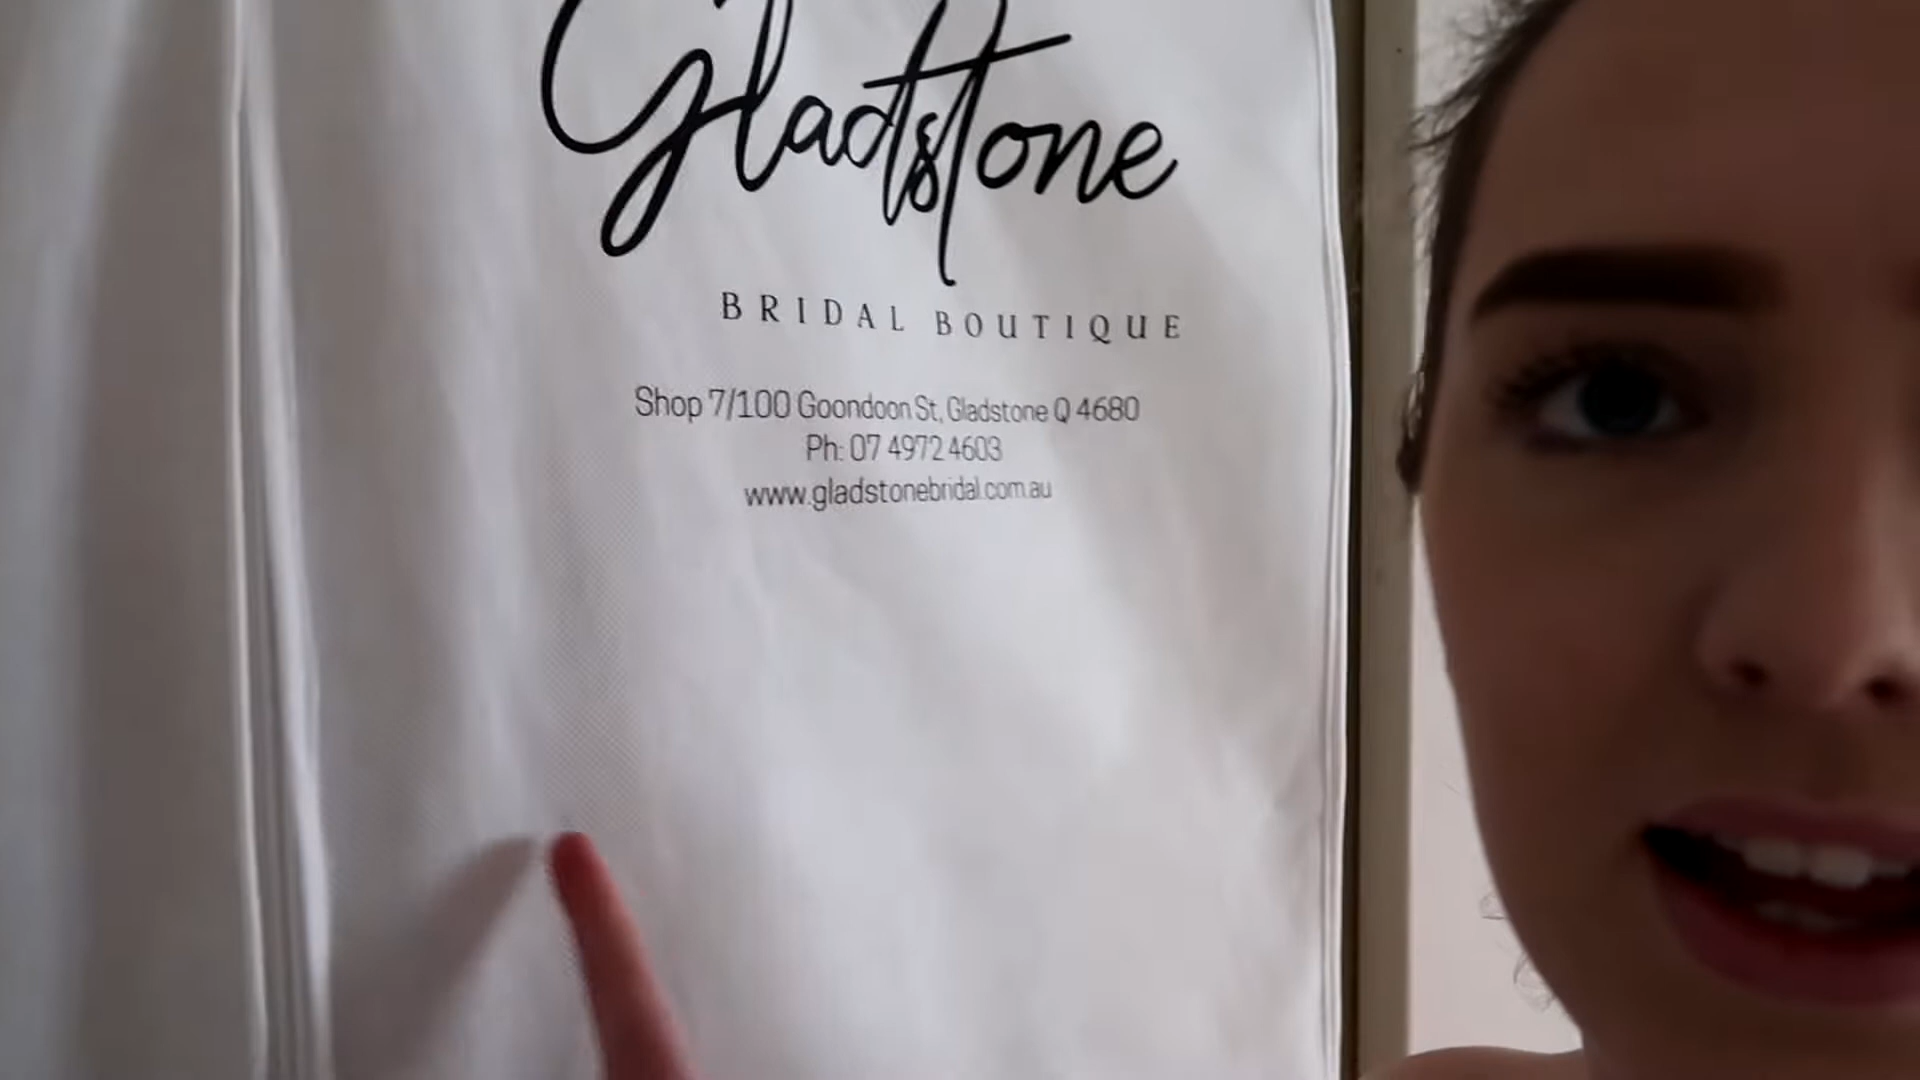 Gladstone
BRIDAL BOUTIQUE
Shop 7/100 Goondoon St, Gladstone Q 4680
Ph: 07 4972 4603
www.gladstonebridal.com.au